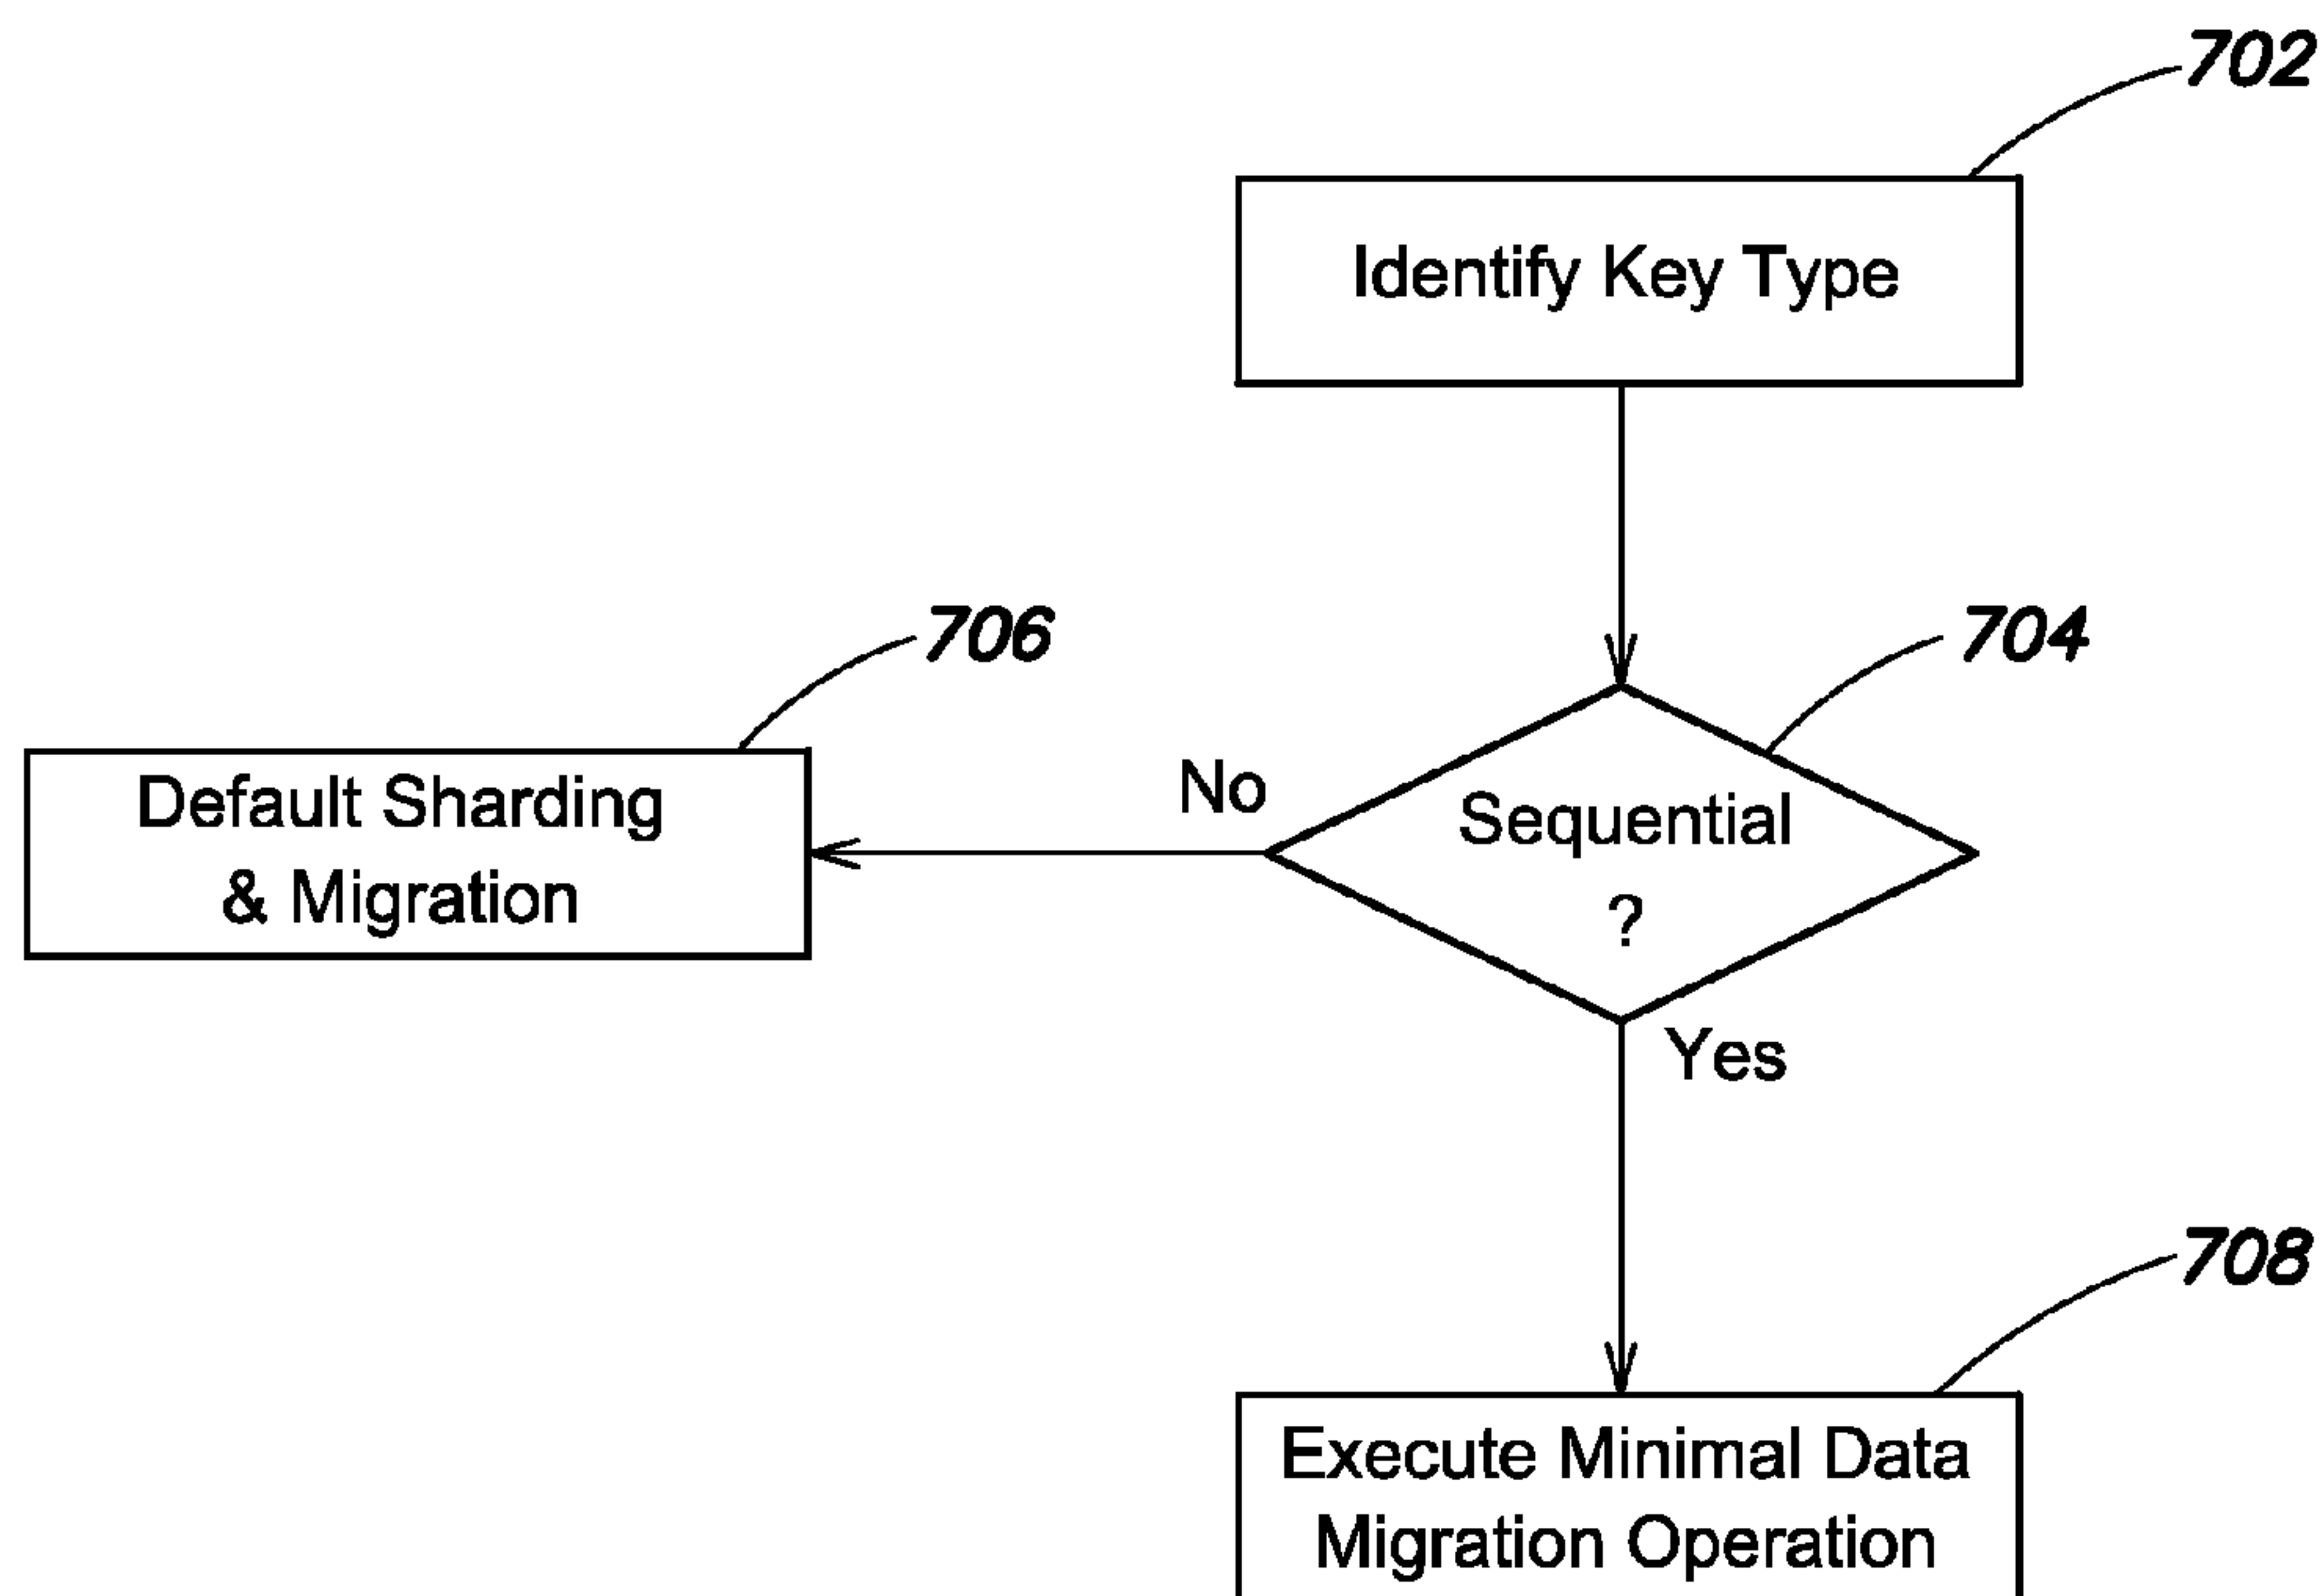 702
Identify Key Type
706
704
No
Default Sharding
& Migration
Sequential
?
Yes
708
Execute Minimal Data
Migration Operation